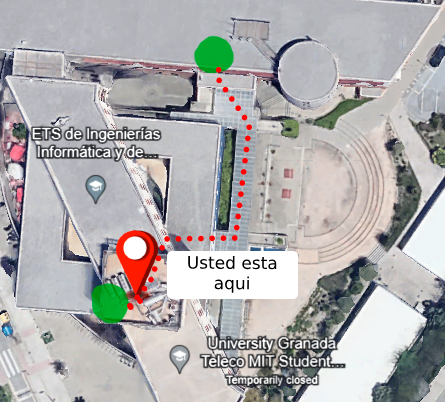 ETS de Ingenierías
Informática y de...
Usted esta
aqui
University Granada
Teleco MIT Student...
Temporarily closed